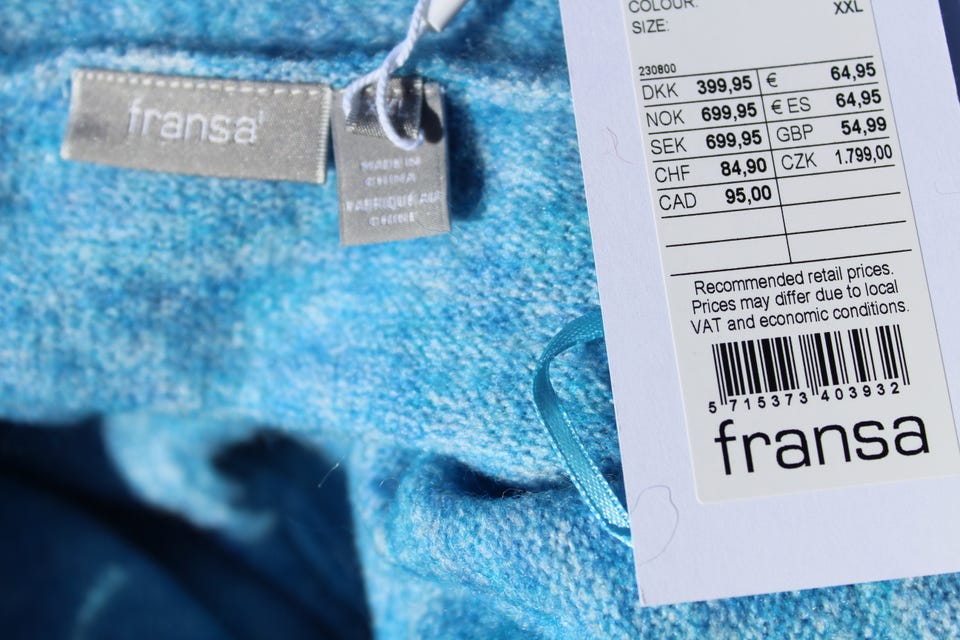 fransa
MADE IN
CHINA
FABRIQUÉ AU
CHINE
COLOUR:
SIZE: XXL
230800
DKK 399,95 € 64,95
NOK 699,95 € ES 64,95
SEK 699,95 GBP 54,99
CHF 84,90 CZK 1.799,00
CAD 95,00
Recommended retail prices.
Prices may differ due to local
VAT and economic conditions.
5 715373 403932
fransa